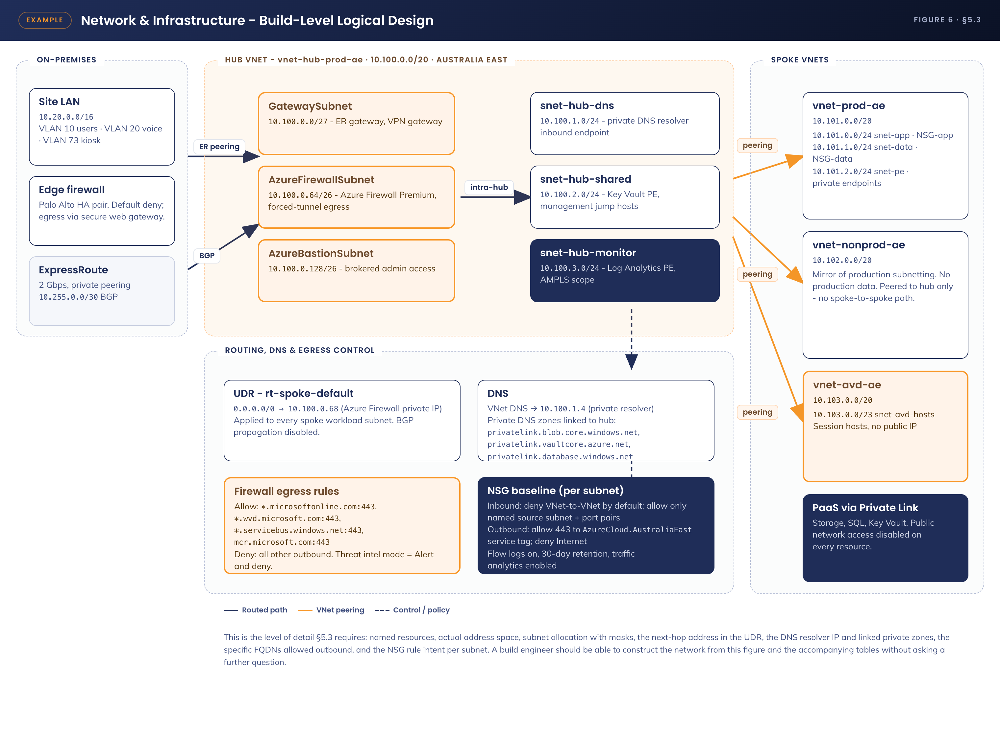 EXAMPLE
Network & Infrastructure - Build-Level Logical Design
FIGURE 6 · §5.3
ON-PREMISES
Site LAN
10.20.0.0/16
VLAN 10 users · VLAN 20 voice
· VLAN 73 kiosk
Edge firewall
Palo Alto HA pair. Default deny;
egress via secure web gateway.
ExpressRoute
2 Gbps, private peering
10.255.0.0/30 BGP
ER peering
BGP
HUB VNET - vnet-hub-prod-ae · 10.100.0.0/20 · AUSTRALIA EAST
GatewaySubnet
10.100.0.0/27 - ER gateway, VPN gateway
AzureFirewallSubnet
10.100.0.64/26 - Azure Firewall Premium,
forced-tunnel egress
AzureBastionSubnet
10.100.0.128/26 - brokered admin access
intra-hub
snet-hub-dns
10.100.1.0/24 - private DNS resolver
inbound endpoint
snet-hub-shared
10.100.2.0/24 - Key Vault PE,
management jump hosts
snet-hub-monitor
10.100.3.0/24 - Log Analytics PE,
AMPLS scope
peering
peering
peering
SPOKE VNETS
vnet-prod-ae
10.101.0.0/20
10.101.0.0/24 snet-app · NSG-app
10.101.1.0/24 snet-data ·
NSG-data
10.101.2.0/24 snet-pe ·
private endpoints
vnet-nonprod-ae
10.102.0.0/20
Mirror of production subnetting. No
production data. Peered to hub only
- no spoke-to-spoke path.
vnet-avd-ae
10.103.0.0/20
10.103.0.0/23 snet-avd-hosts
Session hosts, no public IP
PaaS via Private Link
Storage, SQL, Key Vault. Public
network access disabled on
every resource.
ROUTING, DNS & EGRESS CONTROL
UDR - rt-spoke-default
0.0.0.0/0 → 10.100.0.68 (Azure Firewall private IP)
Applied to every spoke workload subnet. BGP
propagation disabled.
DNS
VNet DNS → 10.100.1.4 (private resolver)
Private DNS zones linked to hub:
privatelink.blob.core.windows.net,
privatelink.vaultcore.azure.net,
privatelink.database.windows.net
Firewall egress rules
Allow: *.microsoftonline.com:443,
*.wvd.microsoft.com:443,
*.servicebus.windows.net:443,
mcr.microsoft.com:443
Deny: all other outbound. Threat intel mode = Alert
and deny.
NSG baseline (per subnet)
Inbound: deny VNet-to-VNet by default; allow only
named source subnet + port pairs
Outbound: allow 443 to AzureCloud.AustraliaEast
service tag; deny Internet
Flow logs on, 30-day retention, traffic
analytics enabled
Routed path
VNet peering
Control / policy
This is the level of detail §5.3 requires: named resources, actual address space, subnet allocation with masks, the next-hop address in the UDR, the DNS resolver IP and linked private zones, the
specific FQDNs allowed outbound, and the NSG rule intent per subnet. A build engineer should be able to construct the network from this figure and the accompanying tables without asking a
further question.